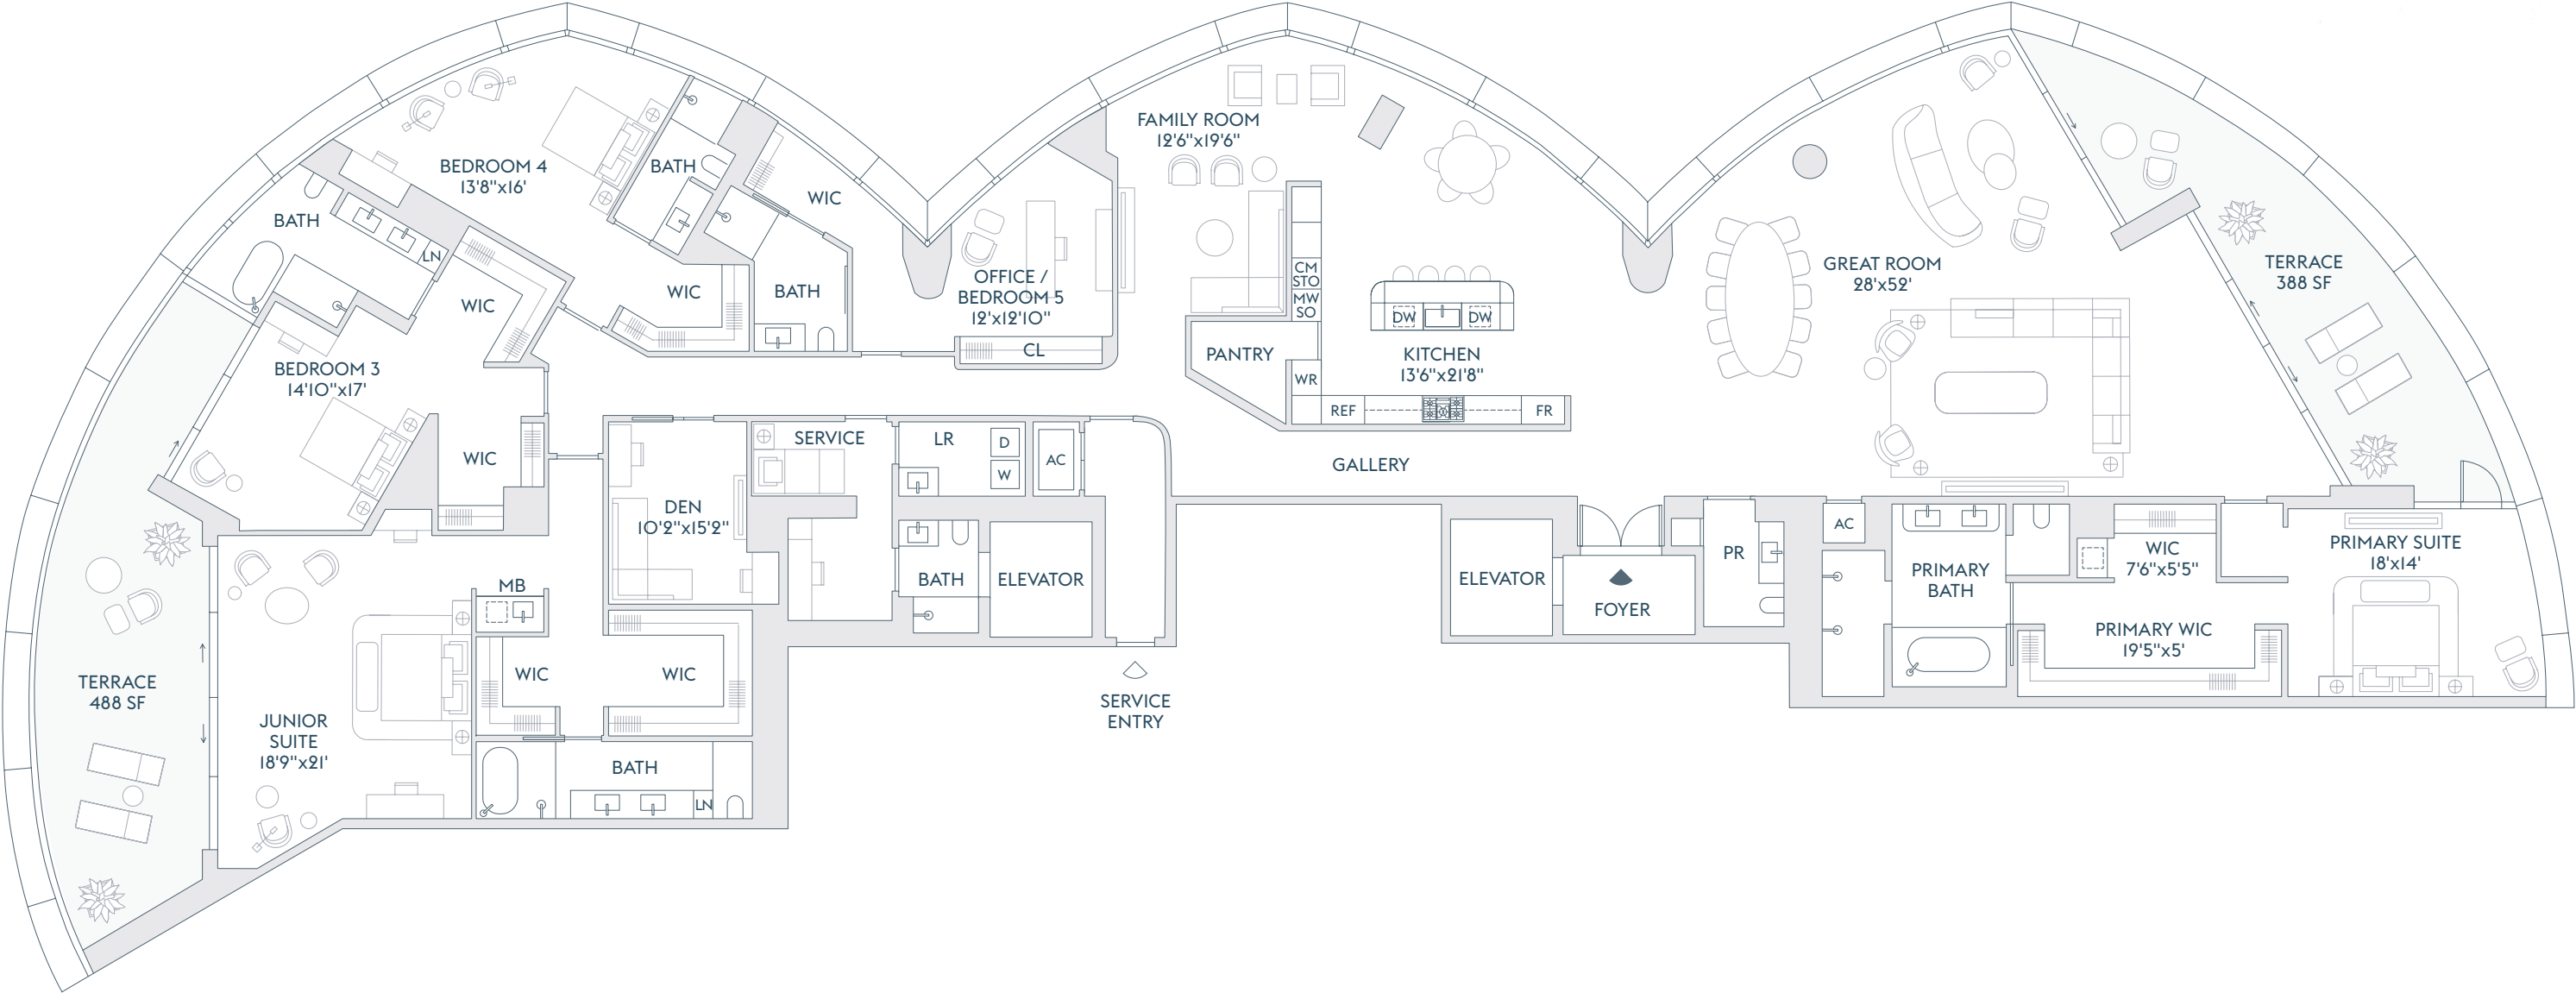 BEDROOM 4
13'8"x16'
BATH
BATH
WIC
LN
WIC
WIC
BATH
OFFICE /
BEDROOM 5
12'x12'10"
CL
FAMILY ROOM
12'6"x19'6"
CM
STO
MW
SO
PANTRY
WR
DW
DW
KITCHEN
13'6"x21'8"
REF
FR
GREAT ROOM
28'x52'
TERRACE
388 SF
BEDROOM 3
14'10"x17'
WIC
DEN
10'2"x15'2"
SERVICE
LR
D
W
AC
GALLERY
BATH
ELEVATOR
ELEVATOR
FOYER
PR
AC
PRIMARY
BATH
WIC
7'6"x5'5"
PRIMARY SUITE
18'x14'
PRIMARY WIC
19'5"x5'
MB
WIC
WIC
TERRACE
488 SF
JUNIOR
SUITE
18'9"x21'
BATH
LN
SERVICE
ENTRY